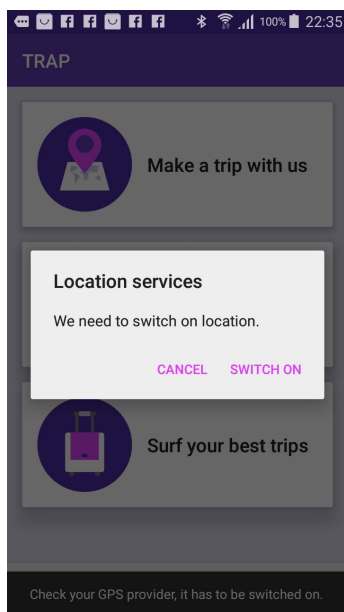 100% 22:35
TRAP
Make a trip with us
Location services
We need to switch on location.
CANCEL SWITCH ON
Surf your best trips
Check your GPS provider, it has to be switched on.